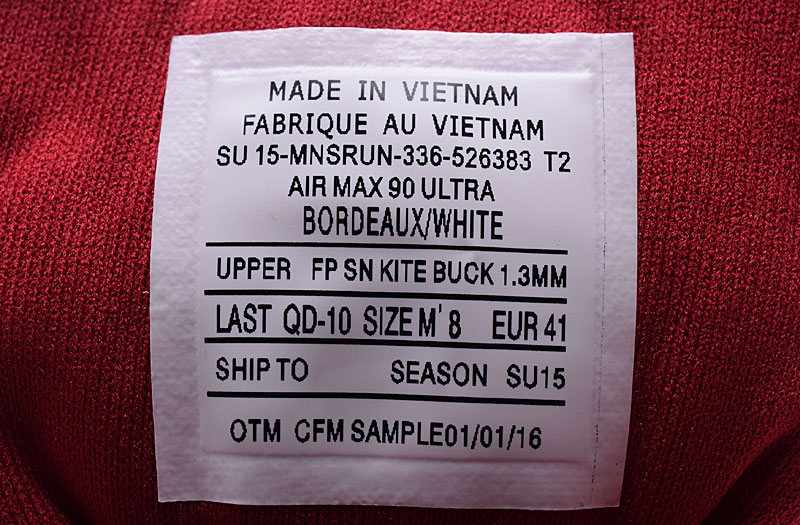 MADE IN VIETNAM
FABRIQUE AU VIETNAM
SU 15-MNSRUN-336-526383 T2
AIR MAX 90 ULTRA
BORDEAUX/WHITE
UPPER FP SN KITE BUCK 1.3MM
LAST QD-10 SIZE M' 8 EUR 41
SHIP TO SEASON SU15
OTM CFM SAMPLE01/01/16